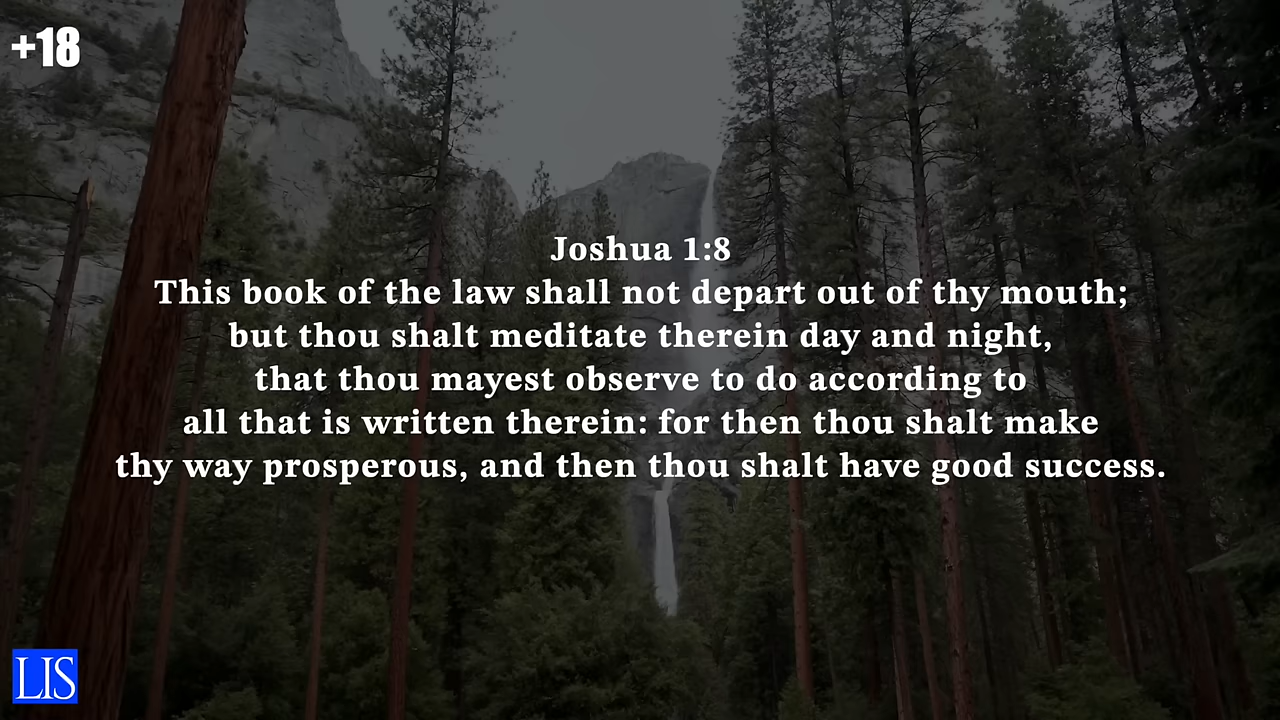 +18
Joshua 1:8
This book of the law shall not depart out of thy mouth;
but thou shalt meditate therein day and night,
that thou mayest observe to do according to
all that is written therein: for then thou shalt make
thy way prosperous, and then thou shalt have good success.
LIS